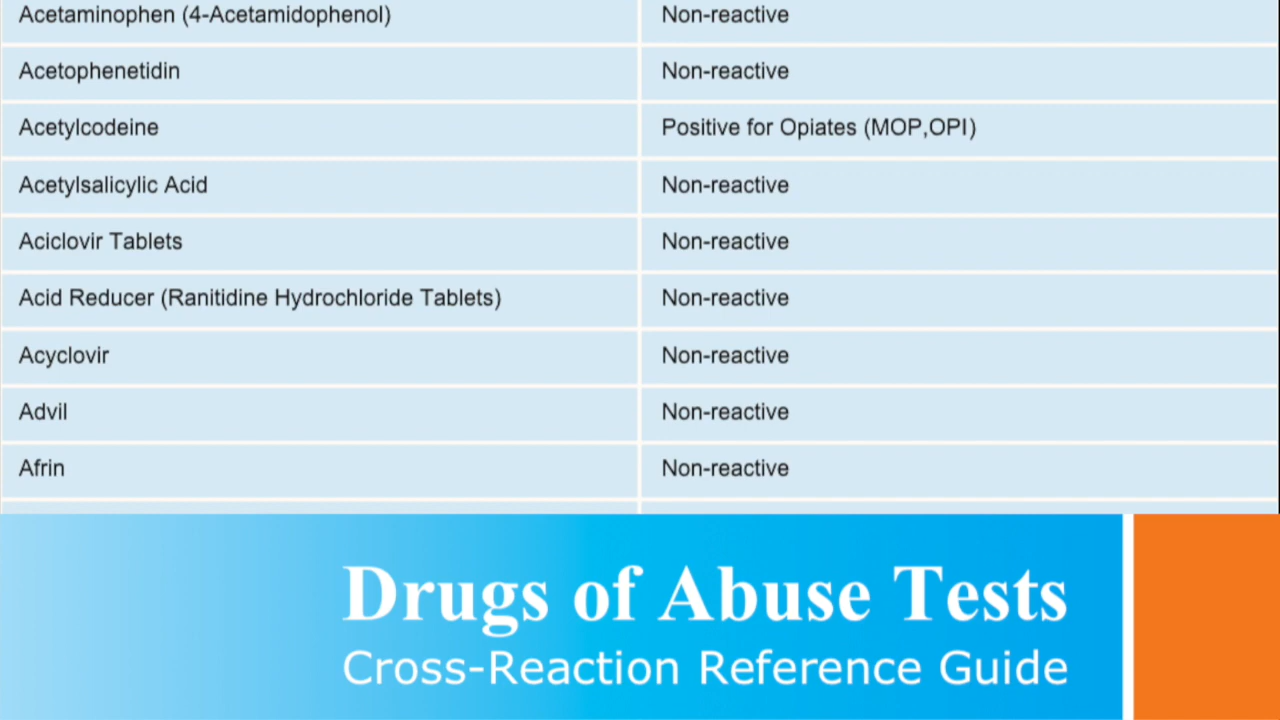 Acetaminophen (4-Acetamidophenol) Non-reactive
Acetophenetidin Non-reactive
Acetylcodeine Positive for Opiates (MOP,OPI)
Acetylsalicylic Acid Non-reactive
Aciclovir Tablets Non-reactive
Acid Reducer (Ranitidine Hydrochloride Tablets) Non-reactive
Acyclovir Non-reactive
Advil Non-reactive
Afrin Non-reactive
Drugs of Abuse Tests
Cross-Reaction Reference Guide